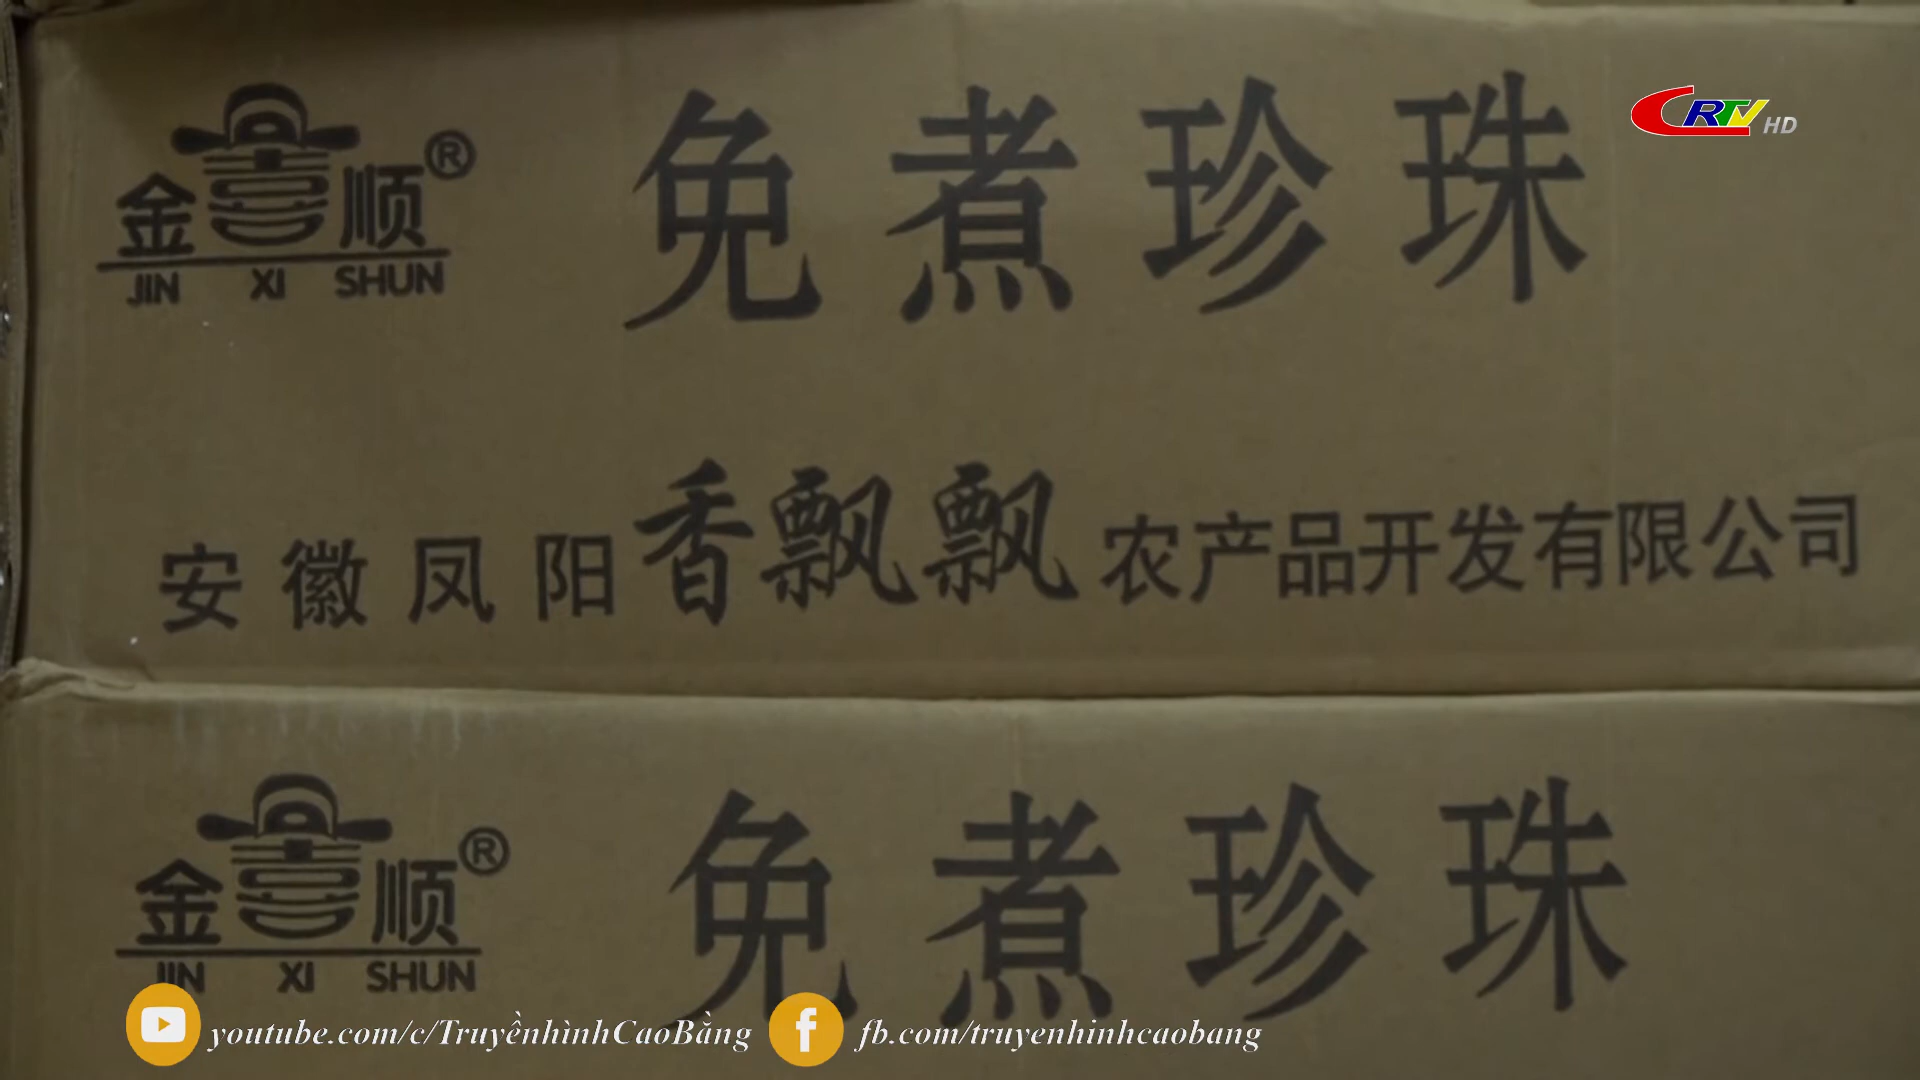 CRTV HD
金喜顺®
JIN XI SHUN
免煮珍珠
安徽凤阳香飘飘农产品开发有限公司
金喜顺®
JIN XI SHUN
免煮珍珠
youtube.com/c/TruyềnhìnhCaoBằng
fb.com/truyenhinhcaobang